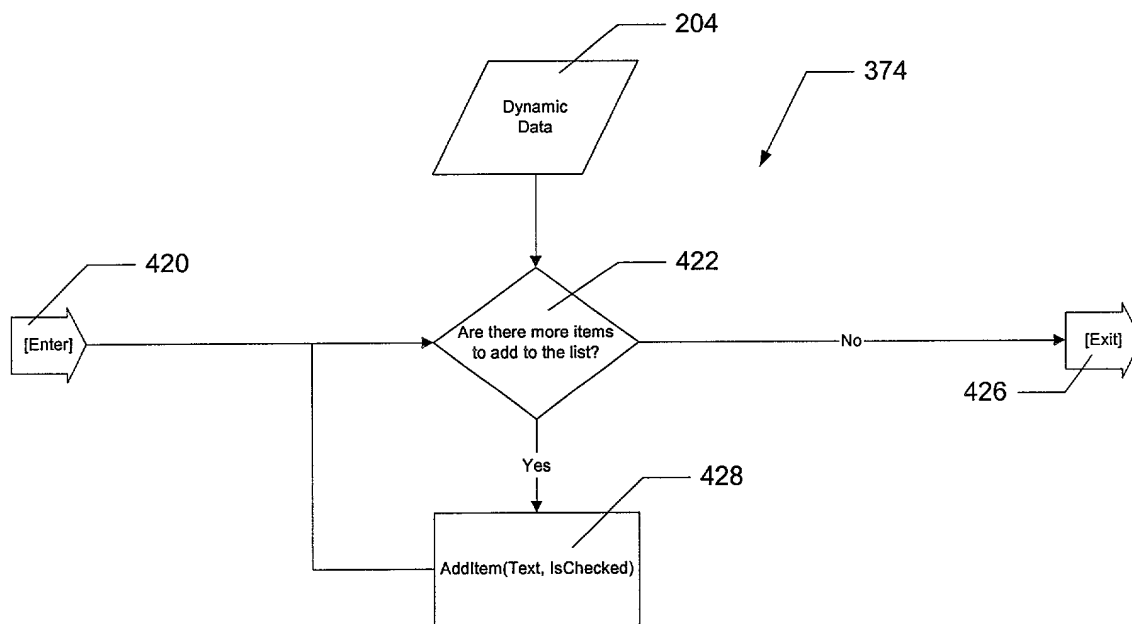 204
374
Dynamic
Data
420
422
[Enter]
Are there more items
to add to the list?
No
[Exit]
426
Yes
428
AddItem(Text, IsChecked)